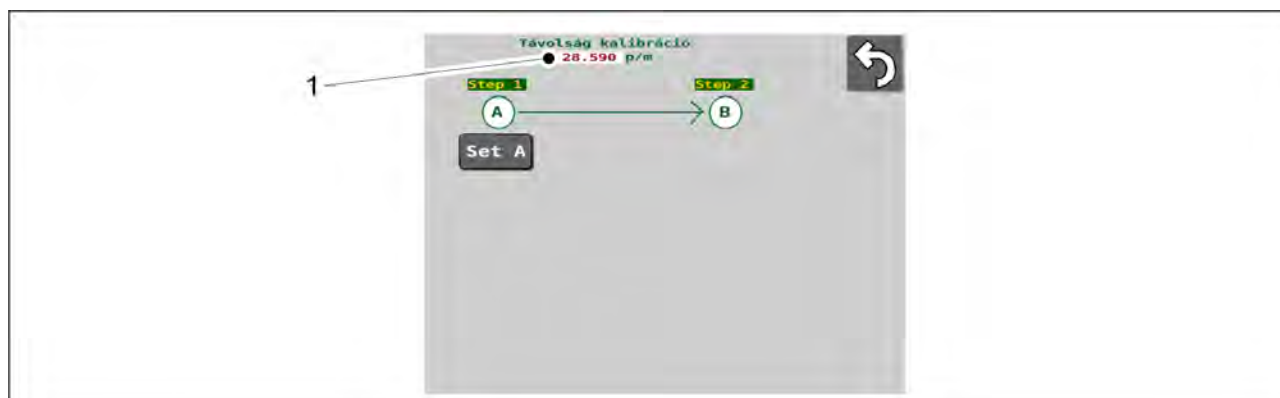 Távolság kalibráció
1
28.590 p/m
Step 1 Step 2
A B
Set A